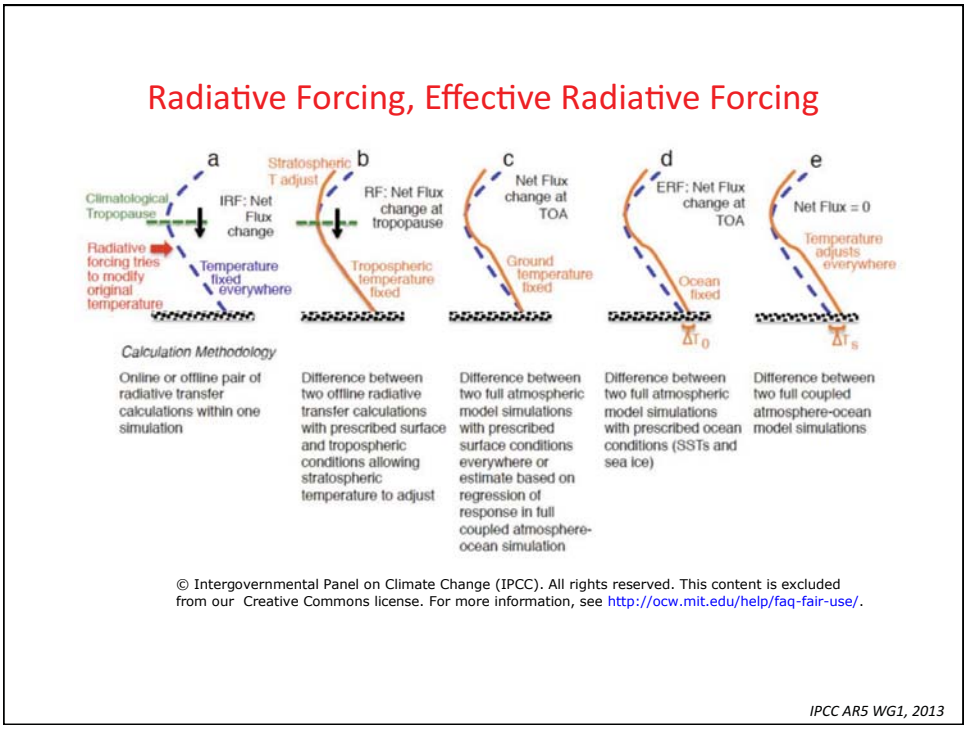 Radiative Forcing, Effective Radiative Forcing
a
Climatological
Tropopause
IRF: Net
Flux
change
Radiative
forcing tries
to modify
original
temperature
Temperature
fixed
everywhere
b
Stratospheric
T adjust
RF: Net Flux
change at
tropopause
Tropospheric
temperature
fixed
c
Net Flux
change at
TOA
Ground
temperature
fixed
d
ERF: Net Flux
change at
TOA
Ocean
fixed
ΔT₀
e
Net Flux = 0
Temperature
adjusts
everywhere
ΔTₛ
Calculation Methodology
Online or offline pair of
radiative transfer
calculations within one
simulation
Difference between
two offline radiative
transfer calculations
with prescribed surface
and tropospheric
conditions allowing
stratospheric
temperature to adjust
Difference between
two full atmospheric
model simulations
with prescribed
surface conditions
everywhere or
estimate based on
regression of
response in full
coupled atmosphere-
ocean simulation
Difference between
two full atmospheric
model simulations
with prescribed ocean
conditions (SSTs and
sea ice)
Difference between
two full coupled
atmosphere-ocean
model simulations
© Intergovernmental Panel on Climate Change (IPCC). All rights reserved. This content is excluded
from our Creative Commons license. For more information, see http://ocw.mit.edu/help/faq-fair-use/.
IPCC AR5 WG1, 2013